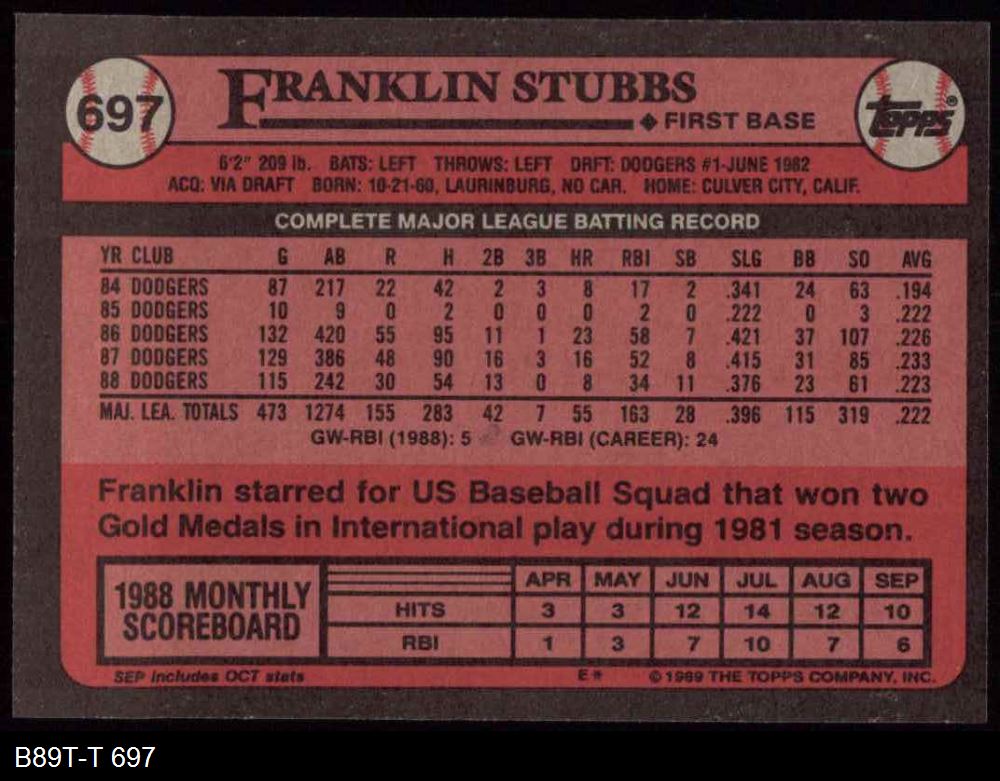 697 FRANKLIN STUBBS Topps®
◆ FIRST BASE
6'2" 209 lb. BATS: LEFT THROWS: LEFT DRFT: DODGERS #1-JUNE 1982
ACQ: VIA DRAFT BORN: 10-21-60, LAURINBURG, NO CAR. HOME: CULVER CITY, CALIF.
COMPLETE MAJOR LEAGUE BATTING RECORD
YR CLUB G AB R H 2B 3B HR RBI SB SLG BB SO AVG
84 DODGERS 87 217 22 42 2 3 8 17 2 .341 24 63 .194
85 DODGERS 10 9 0 2 0 0 0 2 0 .222 0 3 .222
86 DODGERS 132 420 55 95 11 1 23 58 7 .421 37 107 .226
87 DODGERS 129 386 48 90 16 3 16 52 8 .415 31 85 .233
88 DODGERS 115 242 30 54 13 0 8 34 11 .376 23 61 .223
MAJ. LEA. TOTALS 473 1274 155 283 42 7 55 163 28 .396 115 319 .222
GW-RBI (1988): 5 GW-RBI (CAREER): 24
Franklin starred for US Baseball Squad that won two
Gold Medals in International play during 1981 season.
1988 MONTHLY SCOREBOARD
APR MAY JUN JUL AUG SEP
HITS 3 3 12 14 12 10
RBI 1 3 7 10 7 6
SEP includes OCT stats E* © 1989 THE TOPPS COMPANY, INC.
B89T-T 697